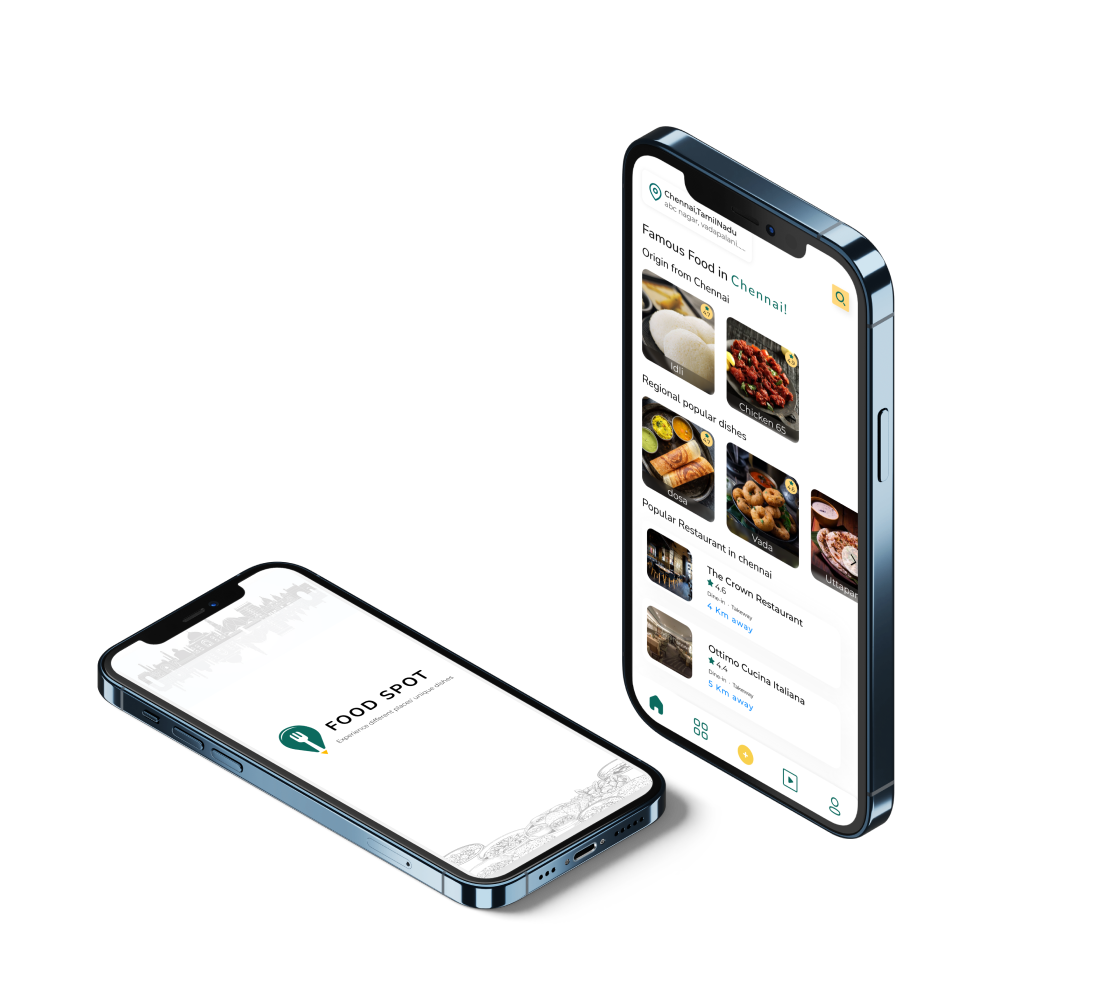 FOOD SPOT
Experience different places' unique dishes
Chennai,TamilNadu
abc nagar, vadapalani....
Famous Food in Chennai!
Origin from Chennai
Idli
Chicken 65
Regional popular dishes
dosa
Vada
Uttapam
Popular Restaurant in chennai
The Crown Restaurant
4.6
Dine-in · Takeway
4 Km away
Ottimo Cucina Italiana
4.4
Dine-in · Takeway
5 Km away